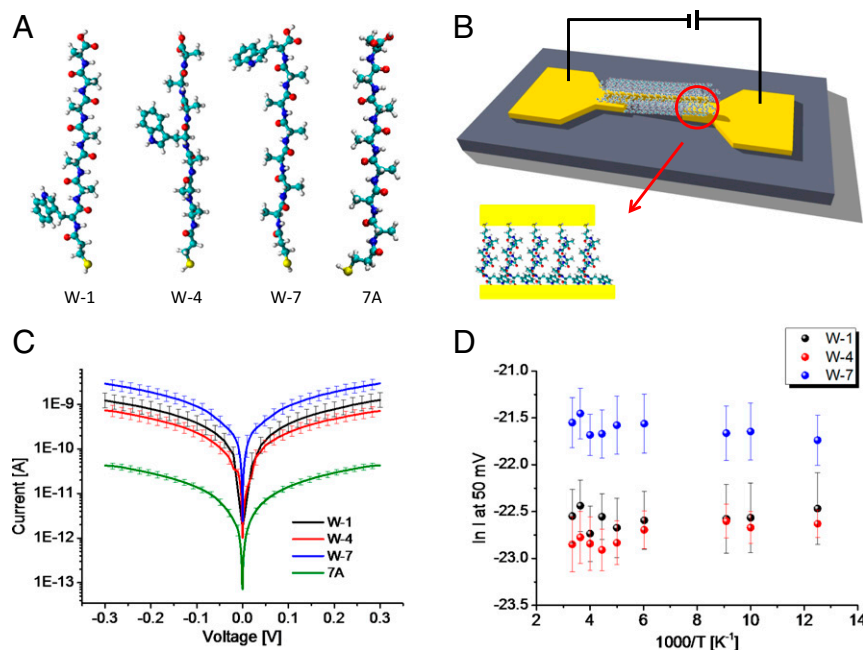 A
B
W-1 W-4 W-7 7A
C
D
Current [A]
1E-9
1E-10
1E-11
1E-12
1E-13
W-1
W-4
W-7
7A
-0.3 -0.2 -0.1 0.0 0.1 0.2 0.3
Voltage [V]
ln I at 50 mV
-21.0
-21.5
-22.0
-22.5
-23.0
-23.5
W-1
W-4
W-7
2 4 6 8 10 12 14
1000/T [K⁻¹]